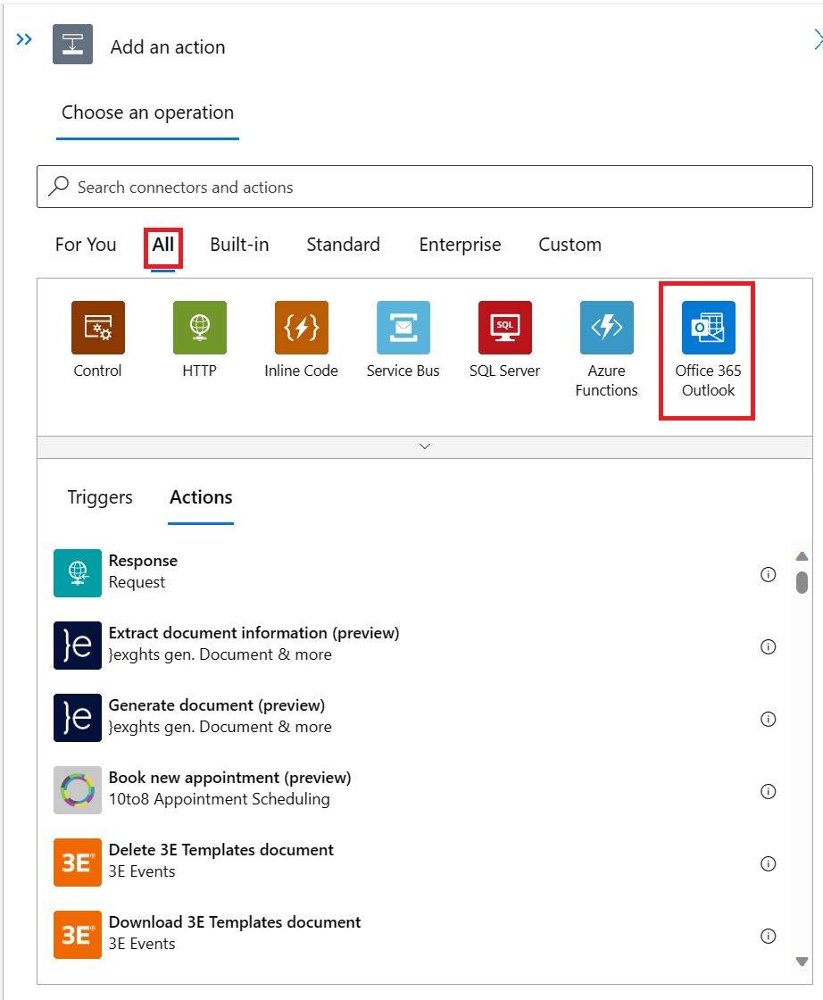 Add an action
Choose an operation
Search connectors and actions
For You All Built-in Standard Enterprise Custom
Control HTTP Inline Code Service Bus SQL SQL Server Azure Functions Office 365 Outlook
Triggers Actions
Response
Request
}e
Extract document information (preview)
}exghts gen. Document & more
}e
Generate document (preview)
}exghts gen. Document & more
Book new appointment (preview)
10to8 Appointment Scheduling
3E®
Delete 3E Templates document
3E Events
3E®
Download 3E Templates document
3E Events